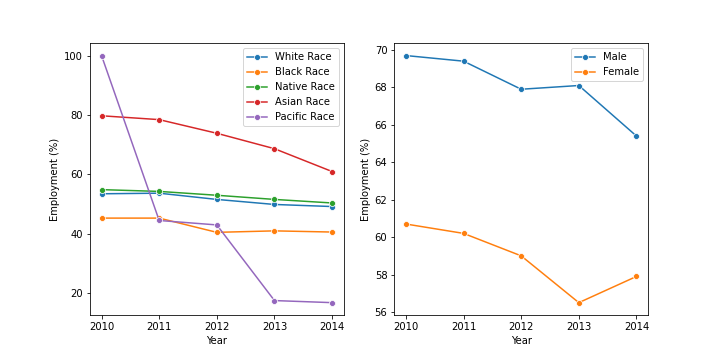 100
80
60
40
20
Employment (%)
2010 2011 2012 2013 2014
Year
White Race
Black Race
Native Race
Asian Race
Pacific Race
70
68
66
64
62
60
58
56
Employment (%)
2010 2011 2012 2013 2014
Year
Male
Female